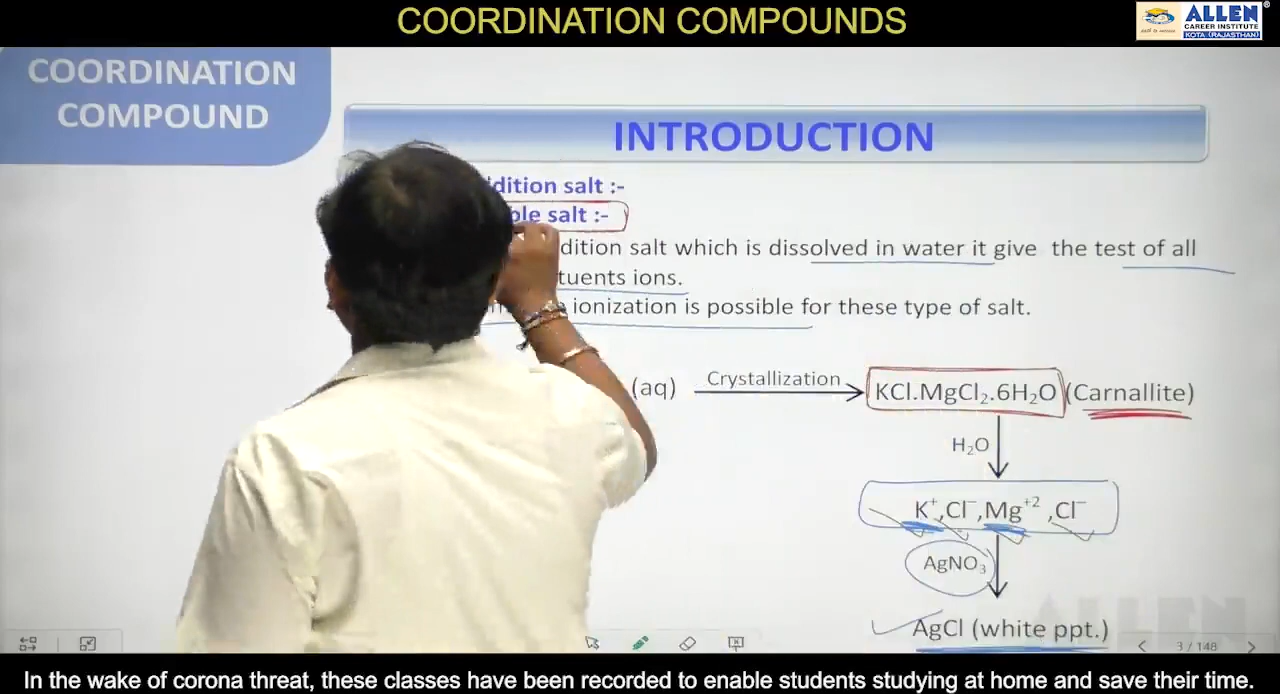 COORDINATION COMPOUNDS
ALLEN
CAREER INSTITUTE
KOTA (RAJASTHAN)
COORDINATION
COMPOUND
INTRODUCTION
dition salt :-
ble salt :-
dition salt which is dissolved in water it give the test of all
tuents ions.
ionization is possible for these type of salt.
(aq) Crystallization KCl.MgCl₂.6H₂O (Carnallite)
H₂O
K⁺,Cl⁻,Mg⁺²,Cl⁻
AgNO₃
AgCl (white ppt.)
ALLEN
3 / 148
In the wake of corona threat, these classes have been recorded to enable students studying at home and save their time.